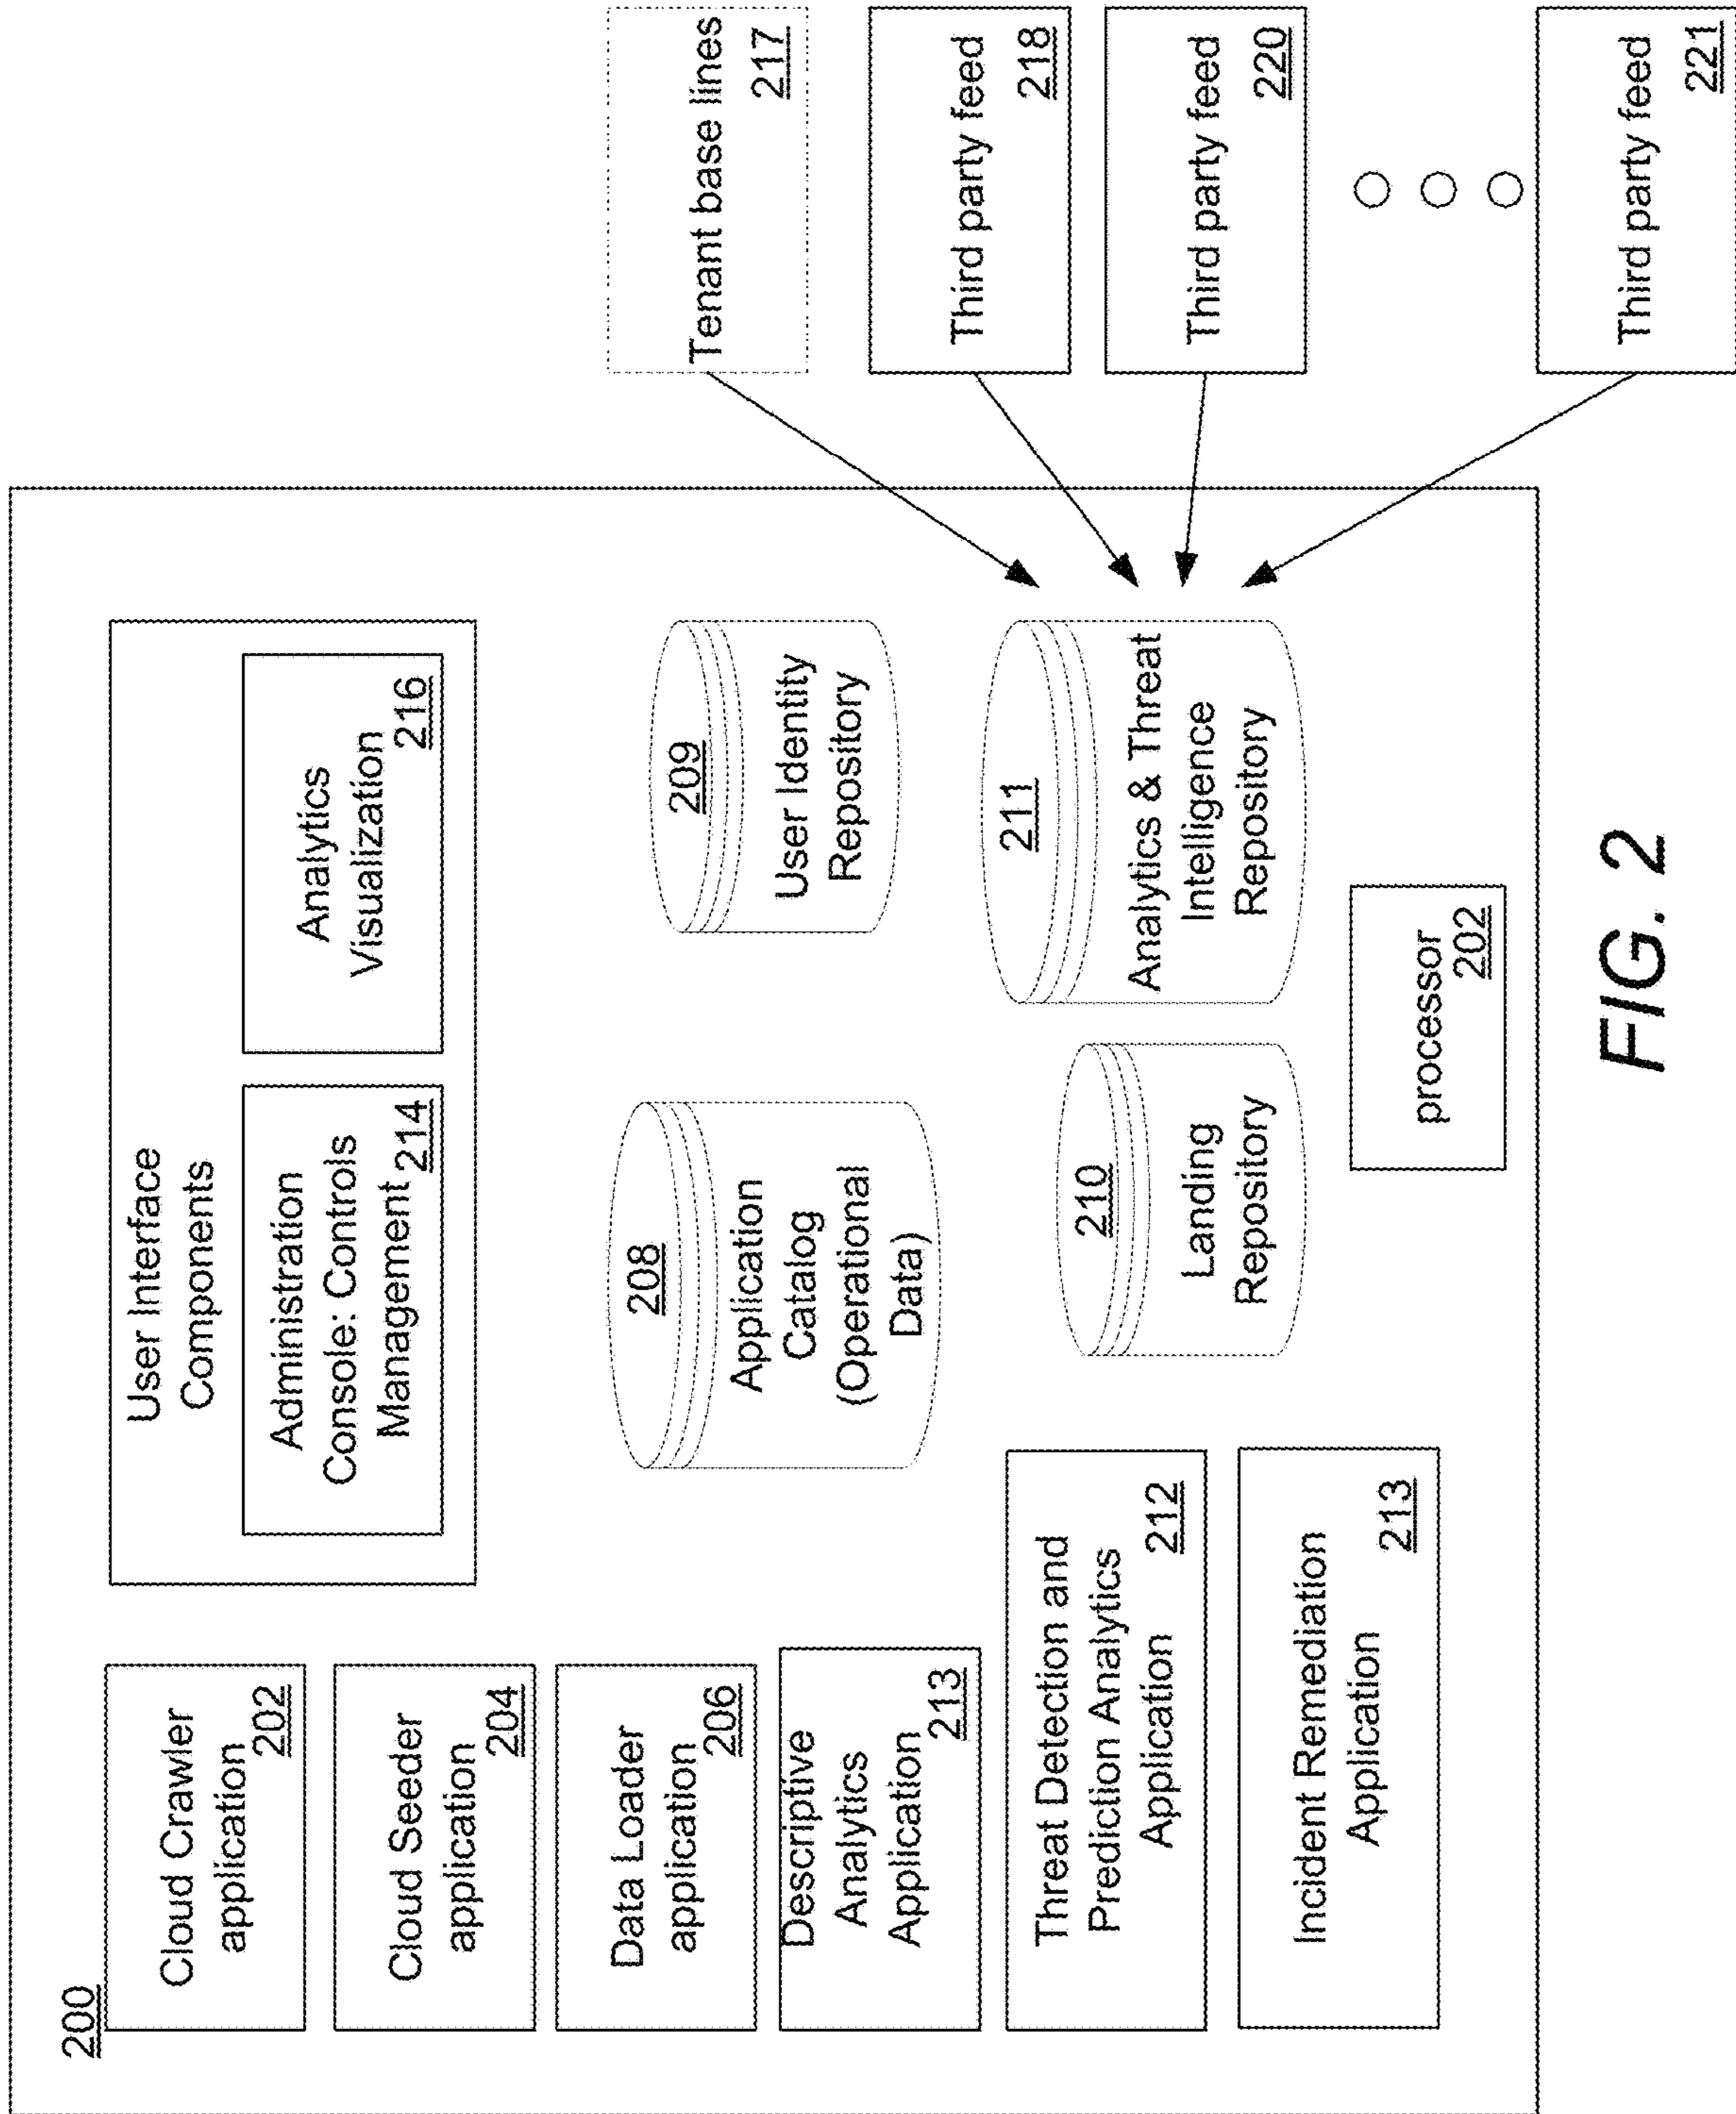 200
Cloud Crawler
application
202
Cloud Seeder
application
204
Data Loader
application
206
Descriptive
Analytics
Application
213
Threat Detection and
Prediction Analytics
Application
212
Incident Remediation
Application
213
User Interface
Components
Administration
Console: Controls
Management
214
Analytics
Visualization
216
208
Application
Catalog
(Operational
Data)
209
User Identity
Repository
210
Landing
Repository
211
Analytics & Threat
Intelligence
Repository
processor
202
Tenant base lines
217
Third party feed
218
Third party feed
220
Third party feed
221
FIG. 2